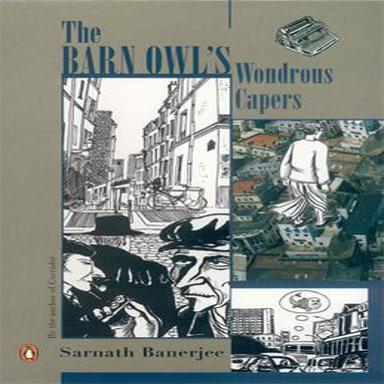 The
BARN OWL'S
Wondrous
Capers
By the author of Corridor
Sarnath Banerjee